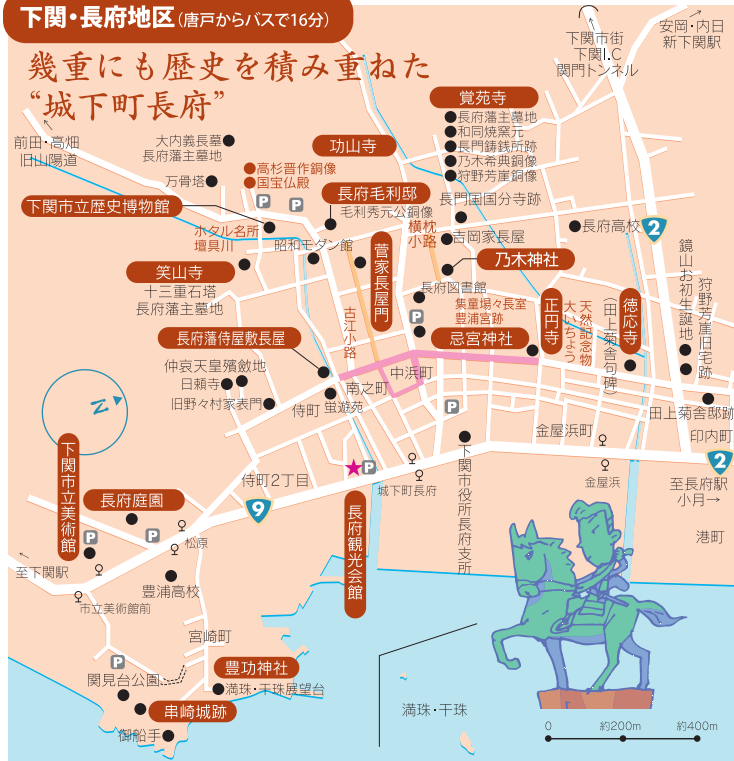 下関・長府地区(唐戸からバスで16分)
幾重にも歴史を積み重ねた
“城下町長府”
下関市街
下関I.C
関門トンネル
安岡・内日
新下関駅
前田・高畑
旧山陽道
大内義長墓
長府藩主墓地
万骨塔
功山寺
高杉晋作銅像
国宝仏殿
P
P
覚苑寺
長府藩主墓地
和同焼窯元
長門鋳銭所跡
乃木希典銅像
狩野芳崖銅像
長門國国分寺跡
下関市立歴史博物館
長府毛利邸
毛利秀元公銅像
ホタル名所
壇具川
昭和モダン館
菅家長屋門
横枕
小路
吉岡家長屋
長府高校
2
乃木神社
長府図書館
笑山寺
十三重石塔
長府藩主墓地
集童場々長室
豊浦宮跡
P
忌宮神社
正円寺
天然記念物
大いちょう
徳応寺
(田上菊舎句碑)
鏡山お初生誕地
狩野芳崖旧宅跡
古江小路
長府藩侍屋敷長屋
仲哀天皇殯斂地
日頼寺
旧野々村家表門
N
中浜町
南之町
侍町
蛍遊苑
P
田上菊舎邸跡
印内町
金屋浜町
金屋浜
2
至長府駅
小月→
港町
下関市役所長府支所
城下町長府
P
長府観光会館
侍町2丁目
9
下関市立美術館
長府庭園
P
P
松原
至下関駅
豊浦高校
市立美術館前
宮崎町
P
関見台公園
豊功神社
満珠・干珠展望台
串崎城跡
御船手
満珠・干珠
0
約200m
約400m